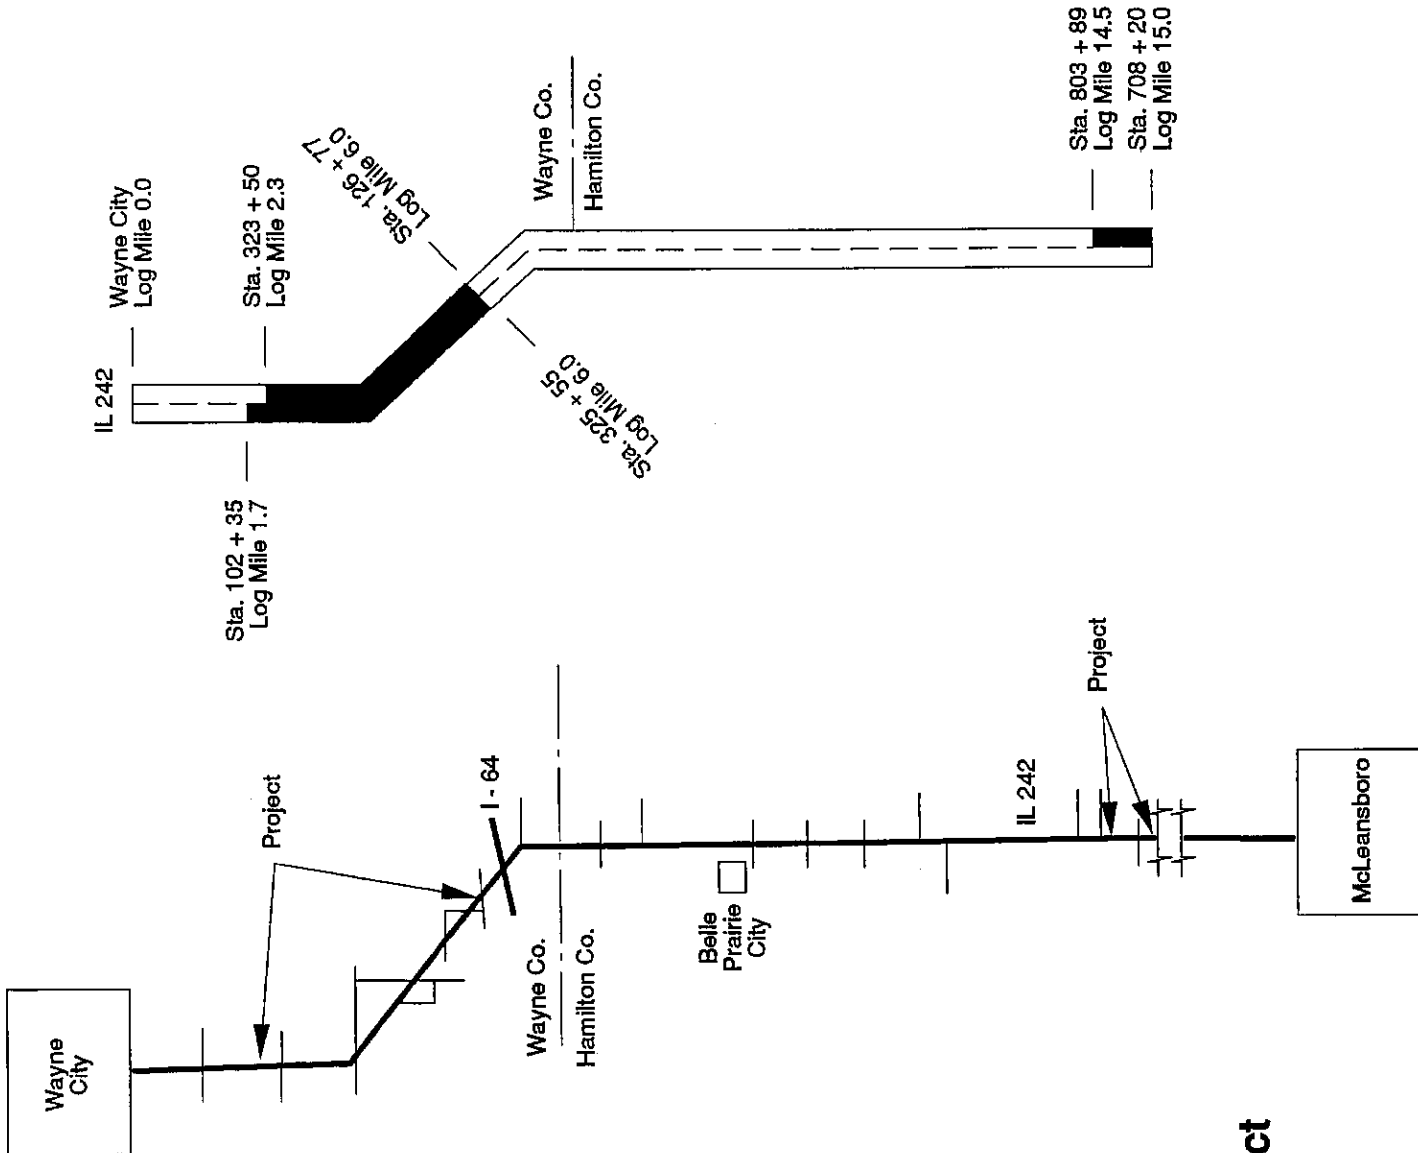 IL 242
Wayne City
Log Mile 0.0
Sta. 323 + 50
Log Mile 2.3
Sta. 102 + 35
Log Mile 1.7
Sta. 126 + 77
Log Mile 6.0
Sta. 325 + 55
Log Mile 6.0
Wayne Co.
Hamilton Co.
Sta. 803 + 89
Log Mile 14.5
Sta. 708 + 20
Log Mile 15.0
Wayne
City
Project
I - 64
Wayne Co.
Hamilton Co.
Belle
Prairie
City
IL 242
Project
McLeansboro
ct